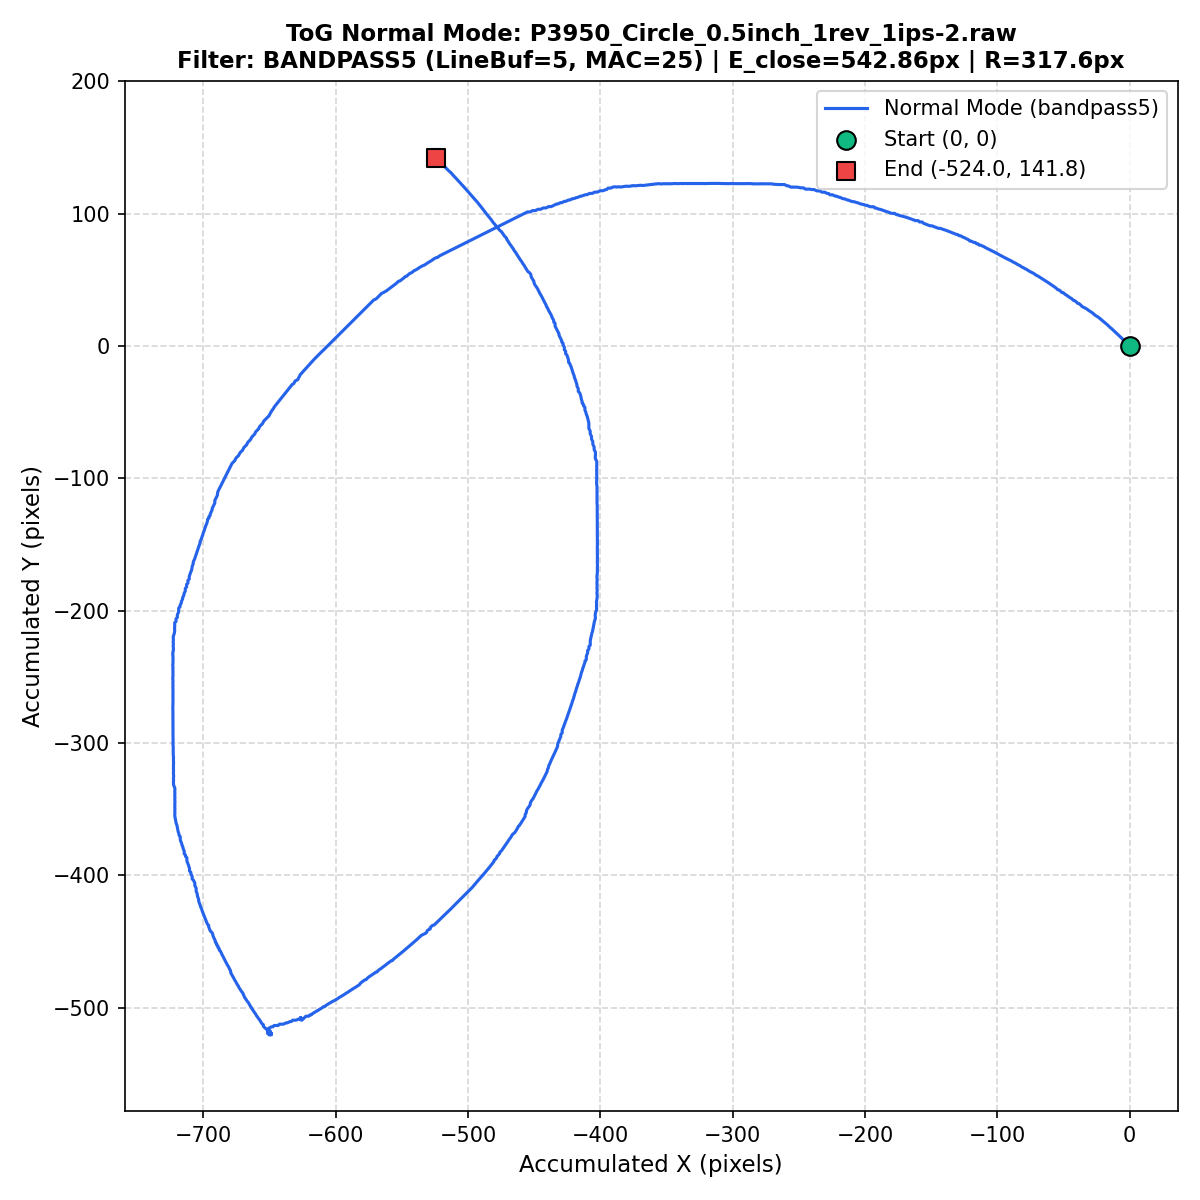 ToG Normal Mode: P3950_Circle_0.5inch_1rev_1ips-2.raw
Filter: BANDPASS5 (LineBuf=5, MAC=25) | E_close=542.86px | R=317.6px
Normal Mode (bandpass5)
Start (0, 0)
End (-524.0, 141.8)
200
100
0
−100
−200
−300
−400
−500
Accumulated Y (pixels)
−700
−600
−500
−400
−300
−200
−100
0
Accumulated X (pixels)